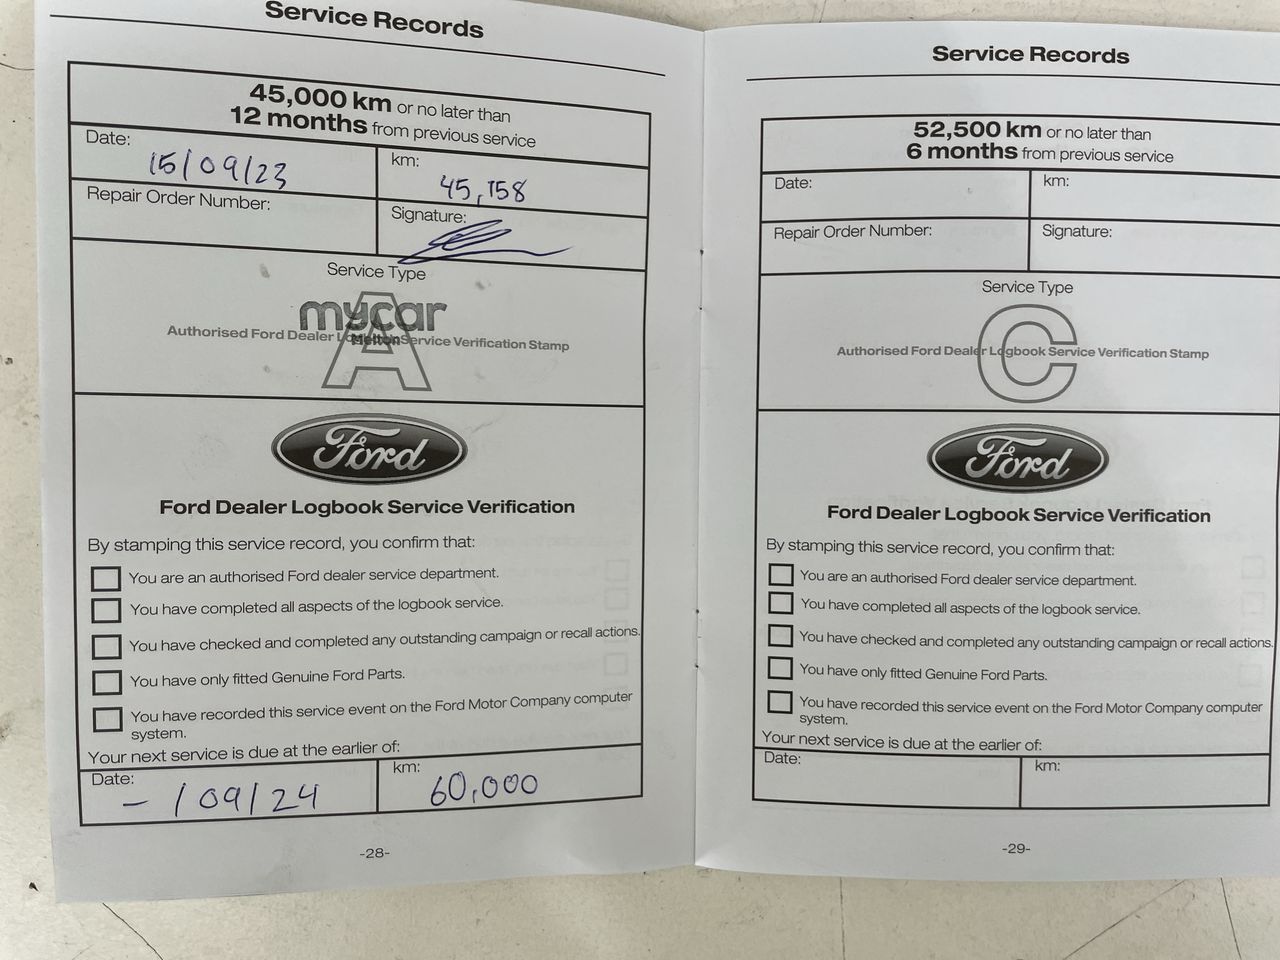 Service Records
45,000 km or no later than
12 months from previous service
Date:
15/09/23
km:
45,158
Repair Order Number:
Signature:
Service Type
A
mycar
Melton
Authorised Ford Dealer Logbook Service Verification Stamp
Ford
Ford Dealer Logbook Service Verification
By stamping this service record, you confirm that:
You are an authorised Ford dealer service department.
You have completed all aspects of the logbook service.
You have checked and completed any outstanding campaign or recall actions.
You have only fitted Genuine Ford Parts.
You have recorded this service event on the Ford Motor Company computer
system.
Your next service is due at the earlier of:
Date:
- / 09/24
km:
60,000
-28-
Service Records
52,500 km or no later than
6 months from previous service
Date:
km:
Repair Order Number:
Signature:
Service Type
C
Authorised Ford Dealer Logbook Service Verification Stamp
Ford
Ford Dealer Logbook Service Verification
By stamping this service record, you confirm that:
You are an authorised Ford dealer service department.
You have completed all aspects of the logbook service.
You have checked and completed any outstanding campaign or recall actions.
You have only fitted Genuine Ford Parts.
You have recorded this service event on the Ford Motor Company computer
system.
Your next service is due at the earlier of:
Date:
km:
-29-